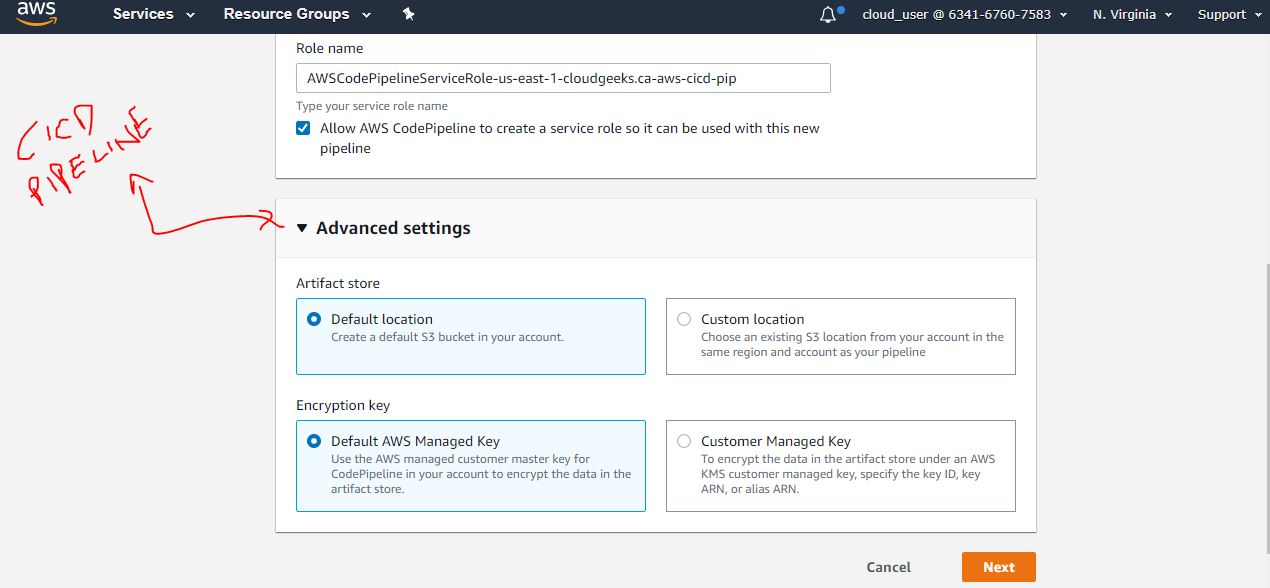 aws
Services
Resource Groups
cloud_user @ 6341-6760-7583
N. Virginia
Support
Role name
AWSCodePipelineServiceRole-us-east-1-cloudgeeks.ca-aws-cicd-pip
Type your service role name
Allow AWS CodePipeline to create a service role so it can be used with this new
pipeline
CICD
PIPELINE
Advanced settings
Artifact store
Default location
Create a default S3 bucket in your account.
Custom location
Choose an existing S3 location from your account in the
same region and account as your pipeline
Encryption key
Default AWS Managed Key
Use the AWS managed customer master key for
CodePipeline in your account to encrypt the data in the
artifact store.
Customer Managed Key
To encrypt the data in the artifact store under an AWS
KMS customer managed key, specify the key ID, key
ARN, or alias ARN.
Cancel
Next